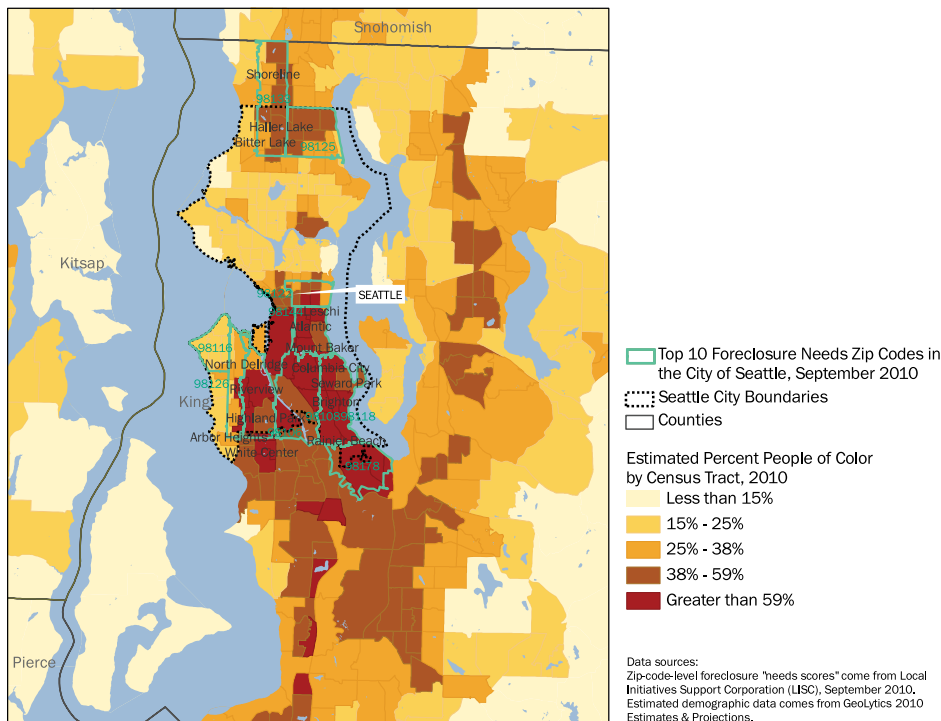 Snohomish
Shoreline
98133
Haller Lake
Bitter Lake
98125
Kitsap
SEATTLE
98144
Leschi
Atlantic
98116
Mount Baker
North Delridge
Columbia City
98126
Riverview
Seward Park
King
Brighton
Highland Park
98108
98118
Arbor Heights
Rainier Beach
White Center
98178
Pierce
Top 10 Foreclosure Needs Zip Codes in
the City of Seattle, September 2010
Seattle City Boundaries
Counties
Estimated Percent People of Color
by Census Tract, 2010
Less than 15%
15% - 25%
25% - 38%
38% - 59%
Greater than 59%
Data sources:
Zip-code-level foreclosure "needs scores" come from Local
Initiatives Support Corporation (LISC), September 2010.
Estimated demographic data comes from GeoLytics 2010
Estimates & Projections.